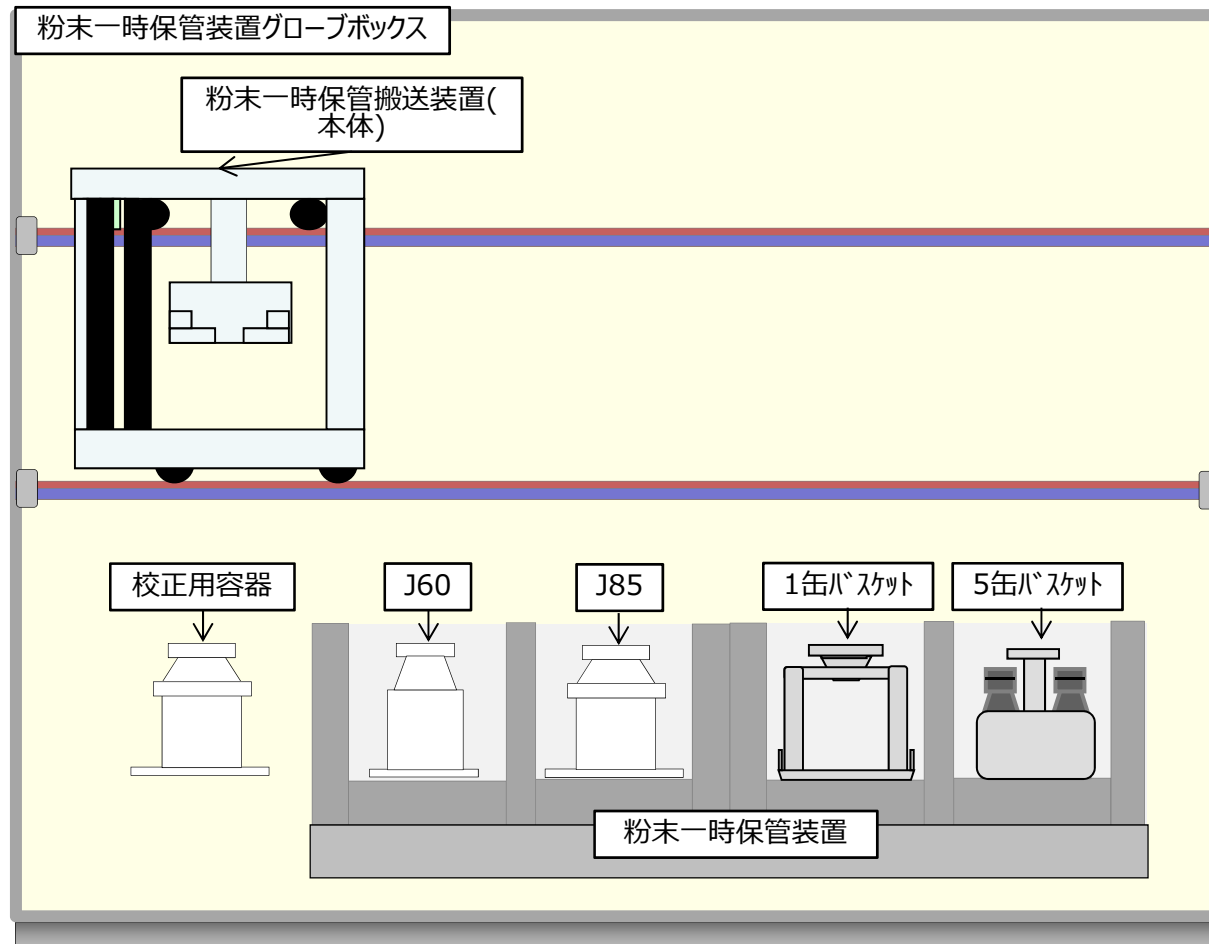 粉末一時保管装置グローブボックス
粉末一時保管搬送装置(
本体)
校正用容器
J60
J85
1缶ﾊﾞｽｹｯﾄ
5缶ﾊﾞｽｹｯﾄ
粉末一時保管装置